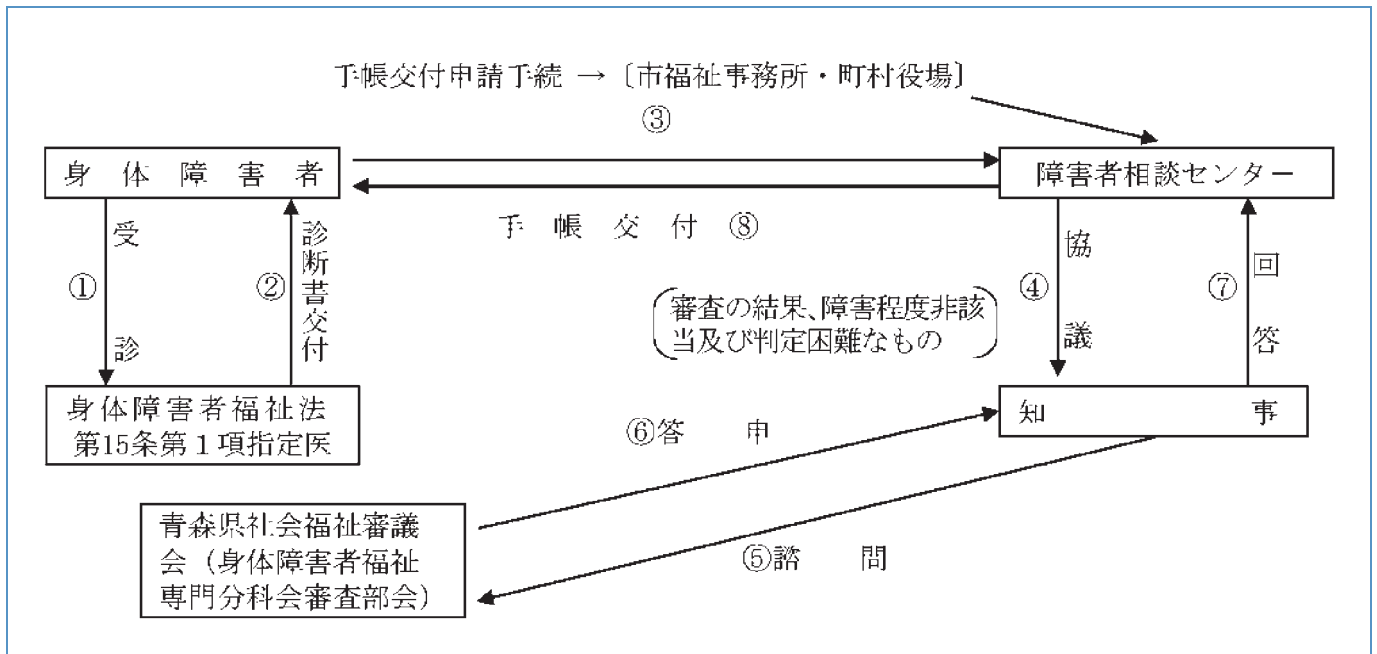 手帳交付申請手続 → 〔市福祉事務所・町村役場〕
③
身体障害者
障害者相談センター
手帳交付⑧
①
受診
②
診断書交付
④
協議
⑦
回答
(審査の結果、障害程度非該
当及び判定困難なもの)
身体障害者福祉法
第15条第1項指定医
知事
⑥答申
青森県社会福祉審議
会(身体障害者福祉
専門分科会審査部会)
⑤諮問